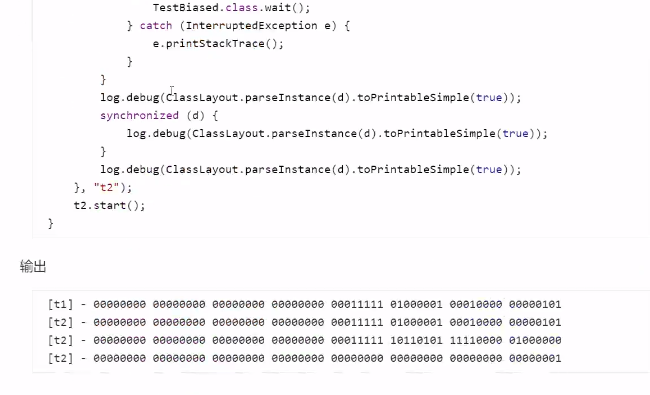 TestBiased.class.wait();
} catch (InterruptedException e) {
e.printStackTrace();
}
}
log.debug(ClassLayout.parseInstance(d).toPrintableSimple(true));
synchronized (d) {
log.debug(ClassLayout.parseInstance(d).toPrintableSimple(true));
}
log.debug(ClassLayout.parseInstance(d).toPrintableSimple(true));
}, "t2");
t2.start();
}
输出
[t1] - 00000000 00000000 00000000 00000000 00011111 01000001 00010000 00000101
[t2] - 00000000 00000000 00000000 00000000 00011111 01000001 00010000 00000101
[t2] - 00000000 00000000 00000000 00000000 00011111 10110101 11110000 01000000
[t2] - 00000000 00000000 00000000 00000000 00000000 00000000 00000000 00000001